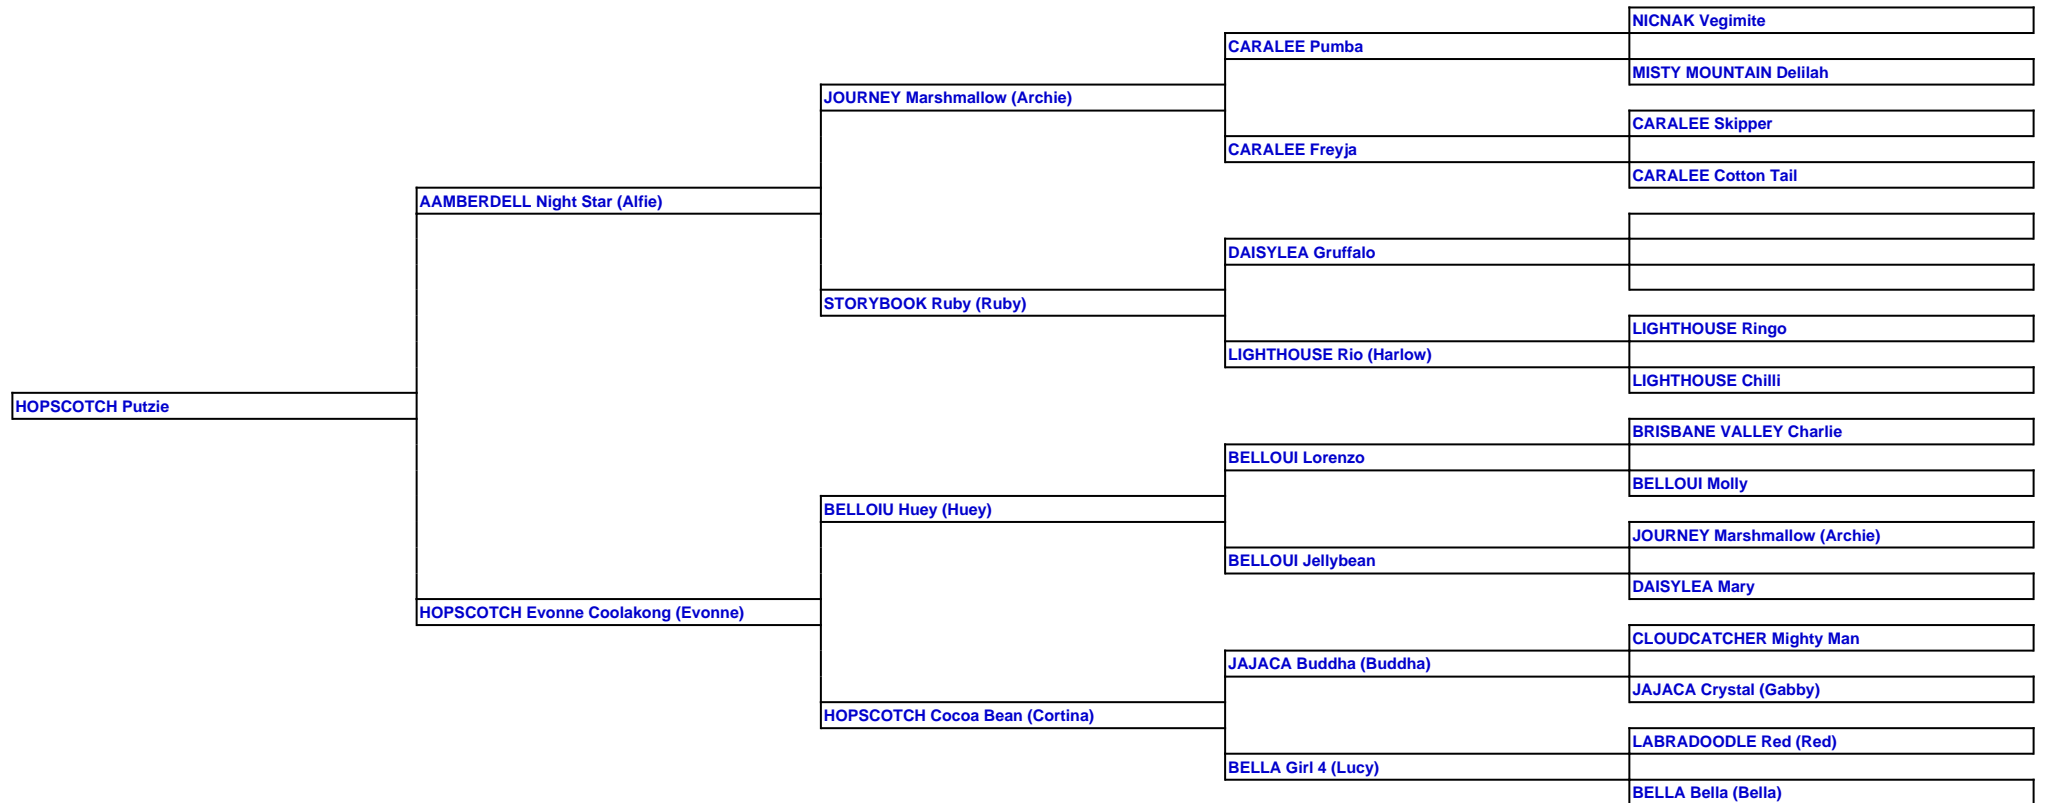 NICNAK Vegimite
CARALEE Pumba
MISTY MOUNTAIN Delilah
JOURNEY Marshmallow (Archie)
CARALEE Skipper
CARALEE Freyja
CARALEE Cotton Tail
AAMBERDELL Night Star (Alfie)
DAISYLEA Gruffalo
STORYBOOK Ruby (Ruby)
LIGHTHOUSE Ringo
LIGHTHOUSE Rio (Harlow)
LIGHTHOUSE Chilli
HOPSCOTCH Putzie
BRISBANE VALLEY Charlie
BELLOUI Lorenzo
BELLOUI Molly
BELLOIU Huey (Huey)
JOURNEY Marshmallow (Archie)
BELLOUI Jellybean
DAISYLEA Mary
HOPSCOTCH Evonne Coolakong (Evonne)
CLOUDCATCHER Mighty Man
JAJACA Buddha (Buddha)
JAJACA Crystal (Gabby)
HOPSCOTCH Cocoa Bean (Cortina)
LABRADOODLE Red (Red)
BELLA Girl 4 (Lucy)
BELLA Bella (Bella)